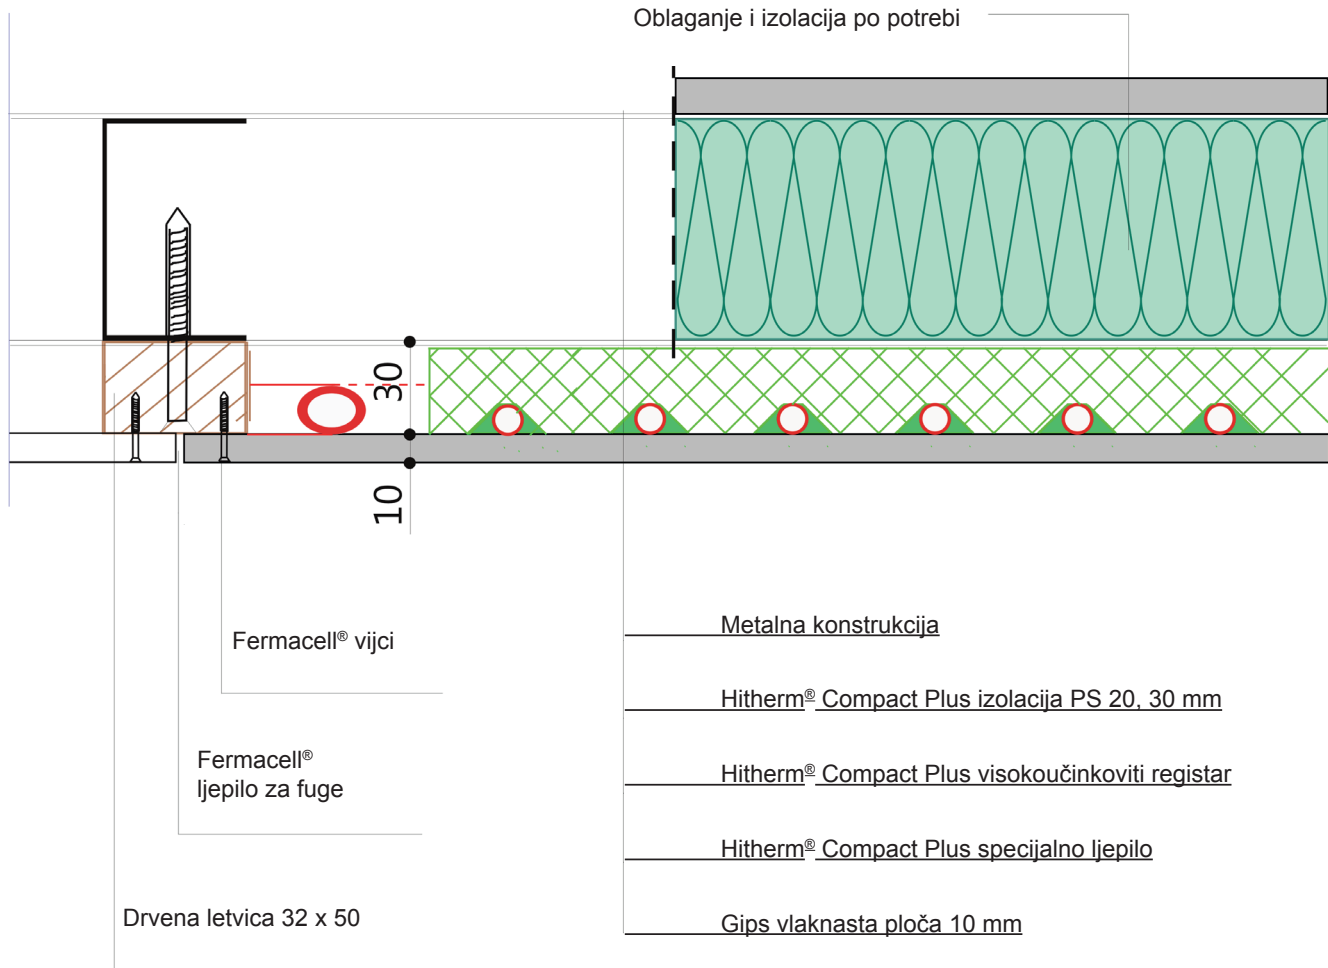 Oblaganje i izolacija po potrebi
30
10
Fermacell® vijci
Fermacell®
ljepilo za fuge
Drvena letvica 32 x 50
Metalna konstrukcija
Hitherm® Compact Plus izolacija PS 20, 30 mm
Hitherm® Compact Plus visokoučinkoviti registar
Hitherm® Compact Plus specijalno ljepilo
Gips vlaknasta ploča 10 mm